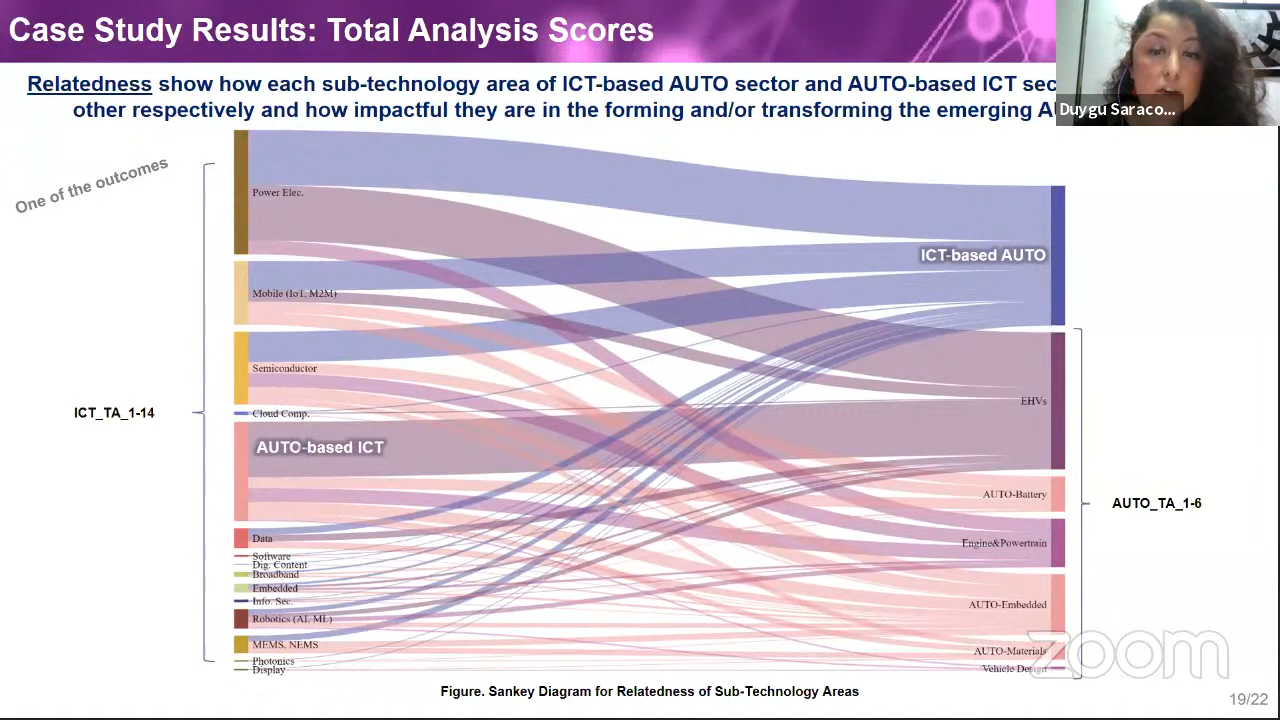 Case Study Results: Total Analysis Scores
Relatedness show how each sub-technology area of ICT-based AUTO sector and AUTO-based ICT sec
other respectively and how impactful they are in the forming and/or transforming the emerging
Duygu Saraco...
One of the outcomes
Power Elec.
ICT-based AUTO
Mobile (IoT, M2M)
Semiconductor
EHVs
ICT_TA_1-14
Cloud Comp.
AUTO-based ICT
AUTO-Battery
AUTO_TA_1-6
Data
Engine&Powertrain
Software
Dig. Content
Broadband
Embedded
Info. Sec.
AUTO-Embedded
Robotics (AI, ML)
MEMS, NEMS
AUTO-Materials
Photonics
Display
Vehicle Design
zoom
Figure. Sankey Diagram for Relatedness of Sub-Technology Areas
19/22